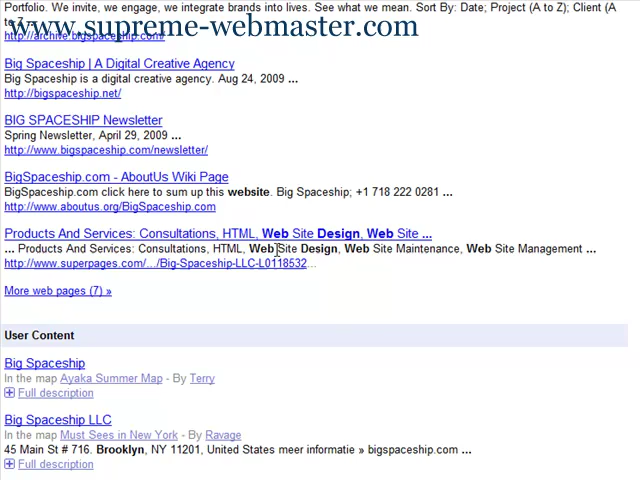 Portfolio. We invite, we engage, we integrate brands into lives. See what we mean. Sort By: Date; Project (A to Z); Client (A
to Z ...
www.supreme-webmaster.com
http://archive.bigspaceship.com/
Big Spaceship | A Digital Creative Agency
Big Spaceship is a digital creative agency. Aug 24, 2009 ...
http://bigspaceship.net/
BIG SPACESHIP Newsletter
Spring Newsletter, April 29, 2009 ...
http://www.bigspaceship.com/newsletter/
BigSpaceship.com - AboutUs Wiki Page
BigSpaceship.com click here to sum up this website. Big Spaceship; +1 718 222 0281 ...
http://www.aboutus.org/BigSpaceship.com
Products And Services: Consultations, HTML, Web Site Design, Web Site ...
... Products And Services: Consultations, HTML, Web Site Design, Web Site Maintenance, Web Site Management ...
http://www.superpages.com/.../Big-Spaceship-LLC-L0118532...
More web pages (7) »
User Content
Big Spaceship
In the map Ayaka Summer Map - By Terry
Full description
Big Spaceship LLC
In the map Must Sees in New York - By Ravage
45 Main St # 716. Brooklyn, NY 11201, United States meer informatie » bigspaceship.com ...
Full description